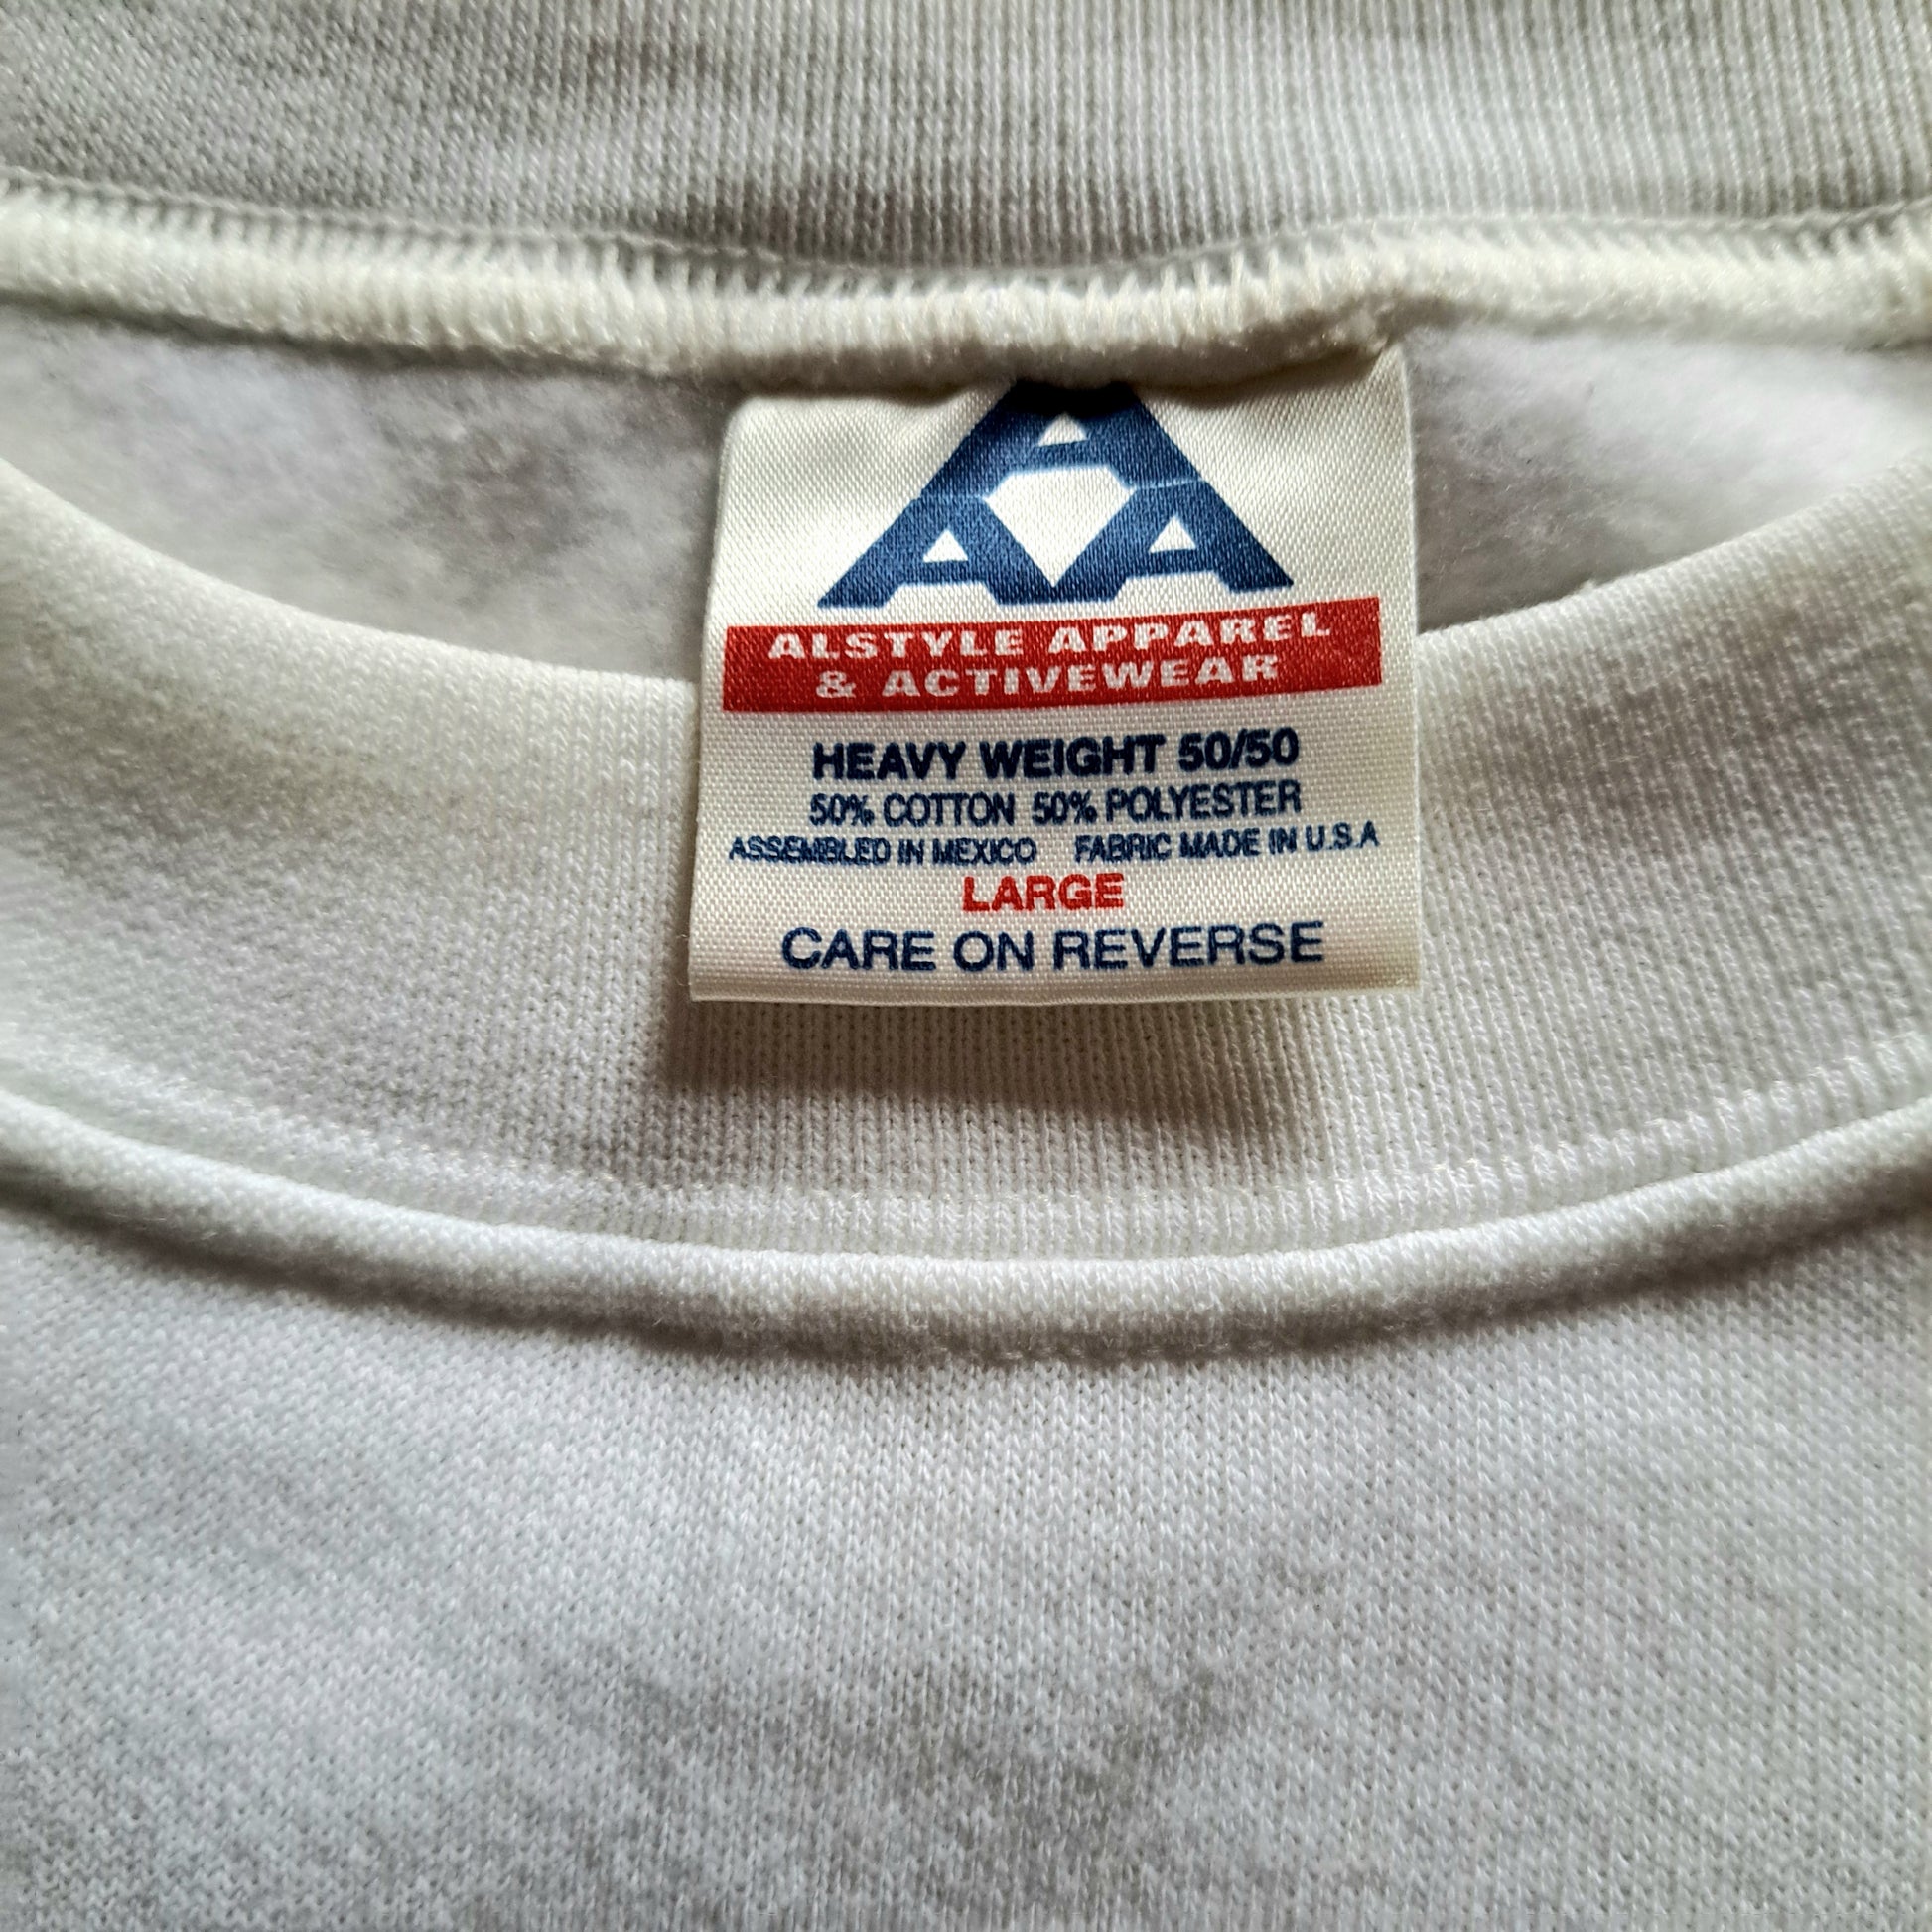 A
AA
ALSTYLE APPAREL
& ACTIVEWEAR
HEAVY WEIGHT 50/50
50% COTTON 50% POLYESTER
ASSEMBLED IN MEXICO FABRIC MADE IN U.S.A
LARGE
CARE ON REVERSE